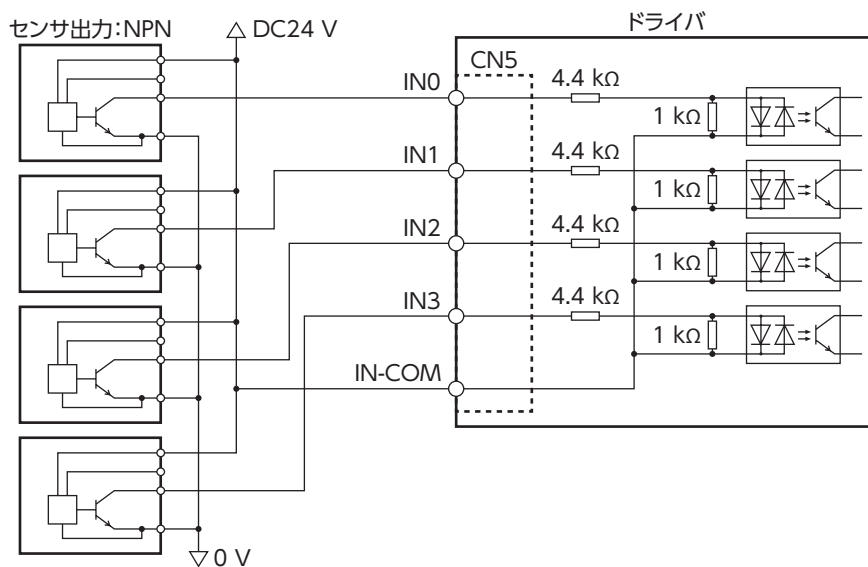 センサ出力:NPN
DC24 V
ドライバ
CN5
IN0
4.4 kΩ
1 kΩ
IN1
4.4 kΩ
1 kΩ
IN2
4.4 kΩ
1 kΩ
IN3
4.4 kΩ
1 kΩ
IN-COM
0 V